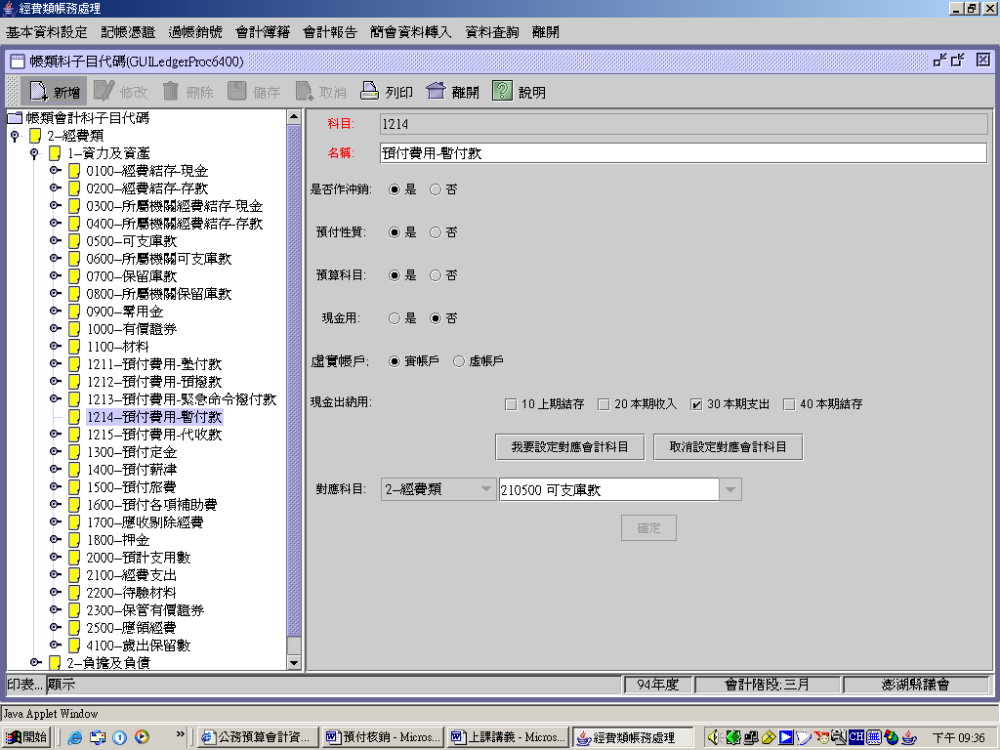 經費類帳務處理
基本資料設定 記帳憑證 過帳銷號 會計簿籍 會計報告 簡會資料轉入 資料查詢 離開
帳類科子目代碼(GUILedgerProc6400)
新增 修改 刪除 儲存 取消 列印 離開 說明
帳類會計科子目代碼
2--經費類
1--資力及資產
0100--經費結存-現金
0200--經費結存-存款
0300--所屬機關經費結存-現金
0400--所屬機關經費結存-存款
0500--可支庫款
0600--所屬機關可支庫款
0700--保留庫款
0800--所屬機關保留庫款
0900--零用金
1000--有價證券
1100--材料
1211--預付費用-墊付款
1212--預付費用-預撥款
1213--預付費用-緊急命令撥付款
1214--預付費用-暫付款
1215--預付費用-代收款
1300--預付定金
1400--預付薪津
1500--預付旅費
1600--預付各項補助費
1700--應收剔除經費
1800--押金
2000--預計支用數
2100--經費支出
2200--待驗材料
2300--保管有價證券
2500--應領經費
4100--歲出保留數
2--負擔及負債
科目: 1214
名稱: 預付費用-暫付款
是否作沖銷: 是 否
預付性質: 是 否
預算科目: 是 否
現金用: 是 否
虛實帳戶: 實帳戶 虛帳戶
現金出納用: 10 上期結存 20 本期收入 30 本期支出 40 本期結存
我要設定對應會計科目 取消設定對應會計科目
對應科目: 2--經費類 210500 可支庫款
確定
印表... 顯示 94年度 會計階段:三月 澎湖縣議會
Java Applet Window
開始 公務預算會計資... 預付核銷 - Micros... 上課講義 - Micros... 經費類帳務處理 CH 下午 09:36